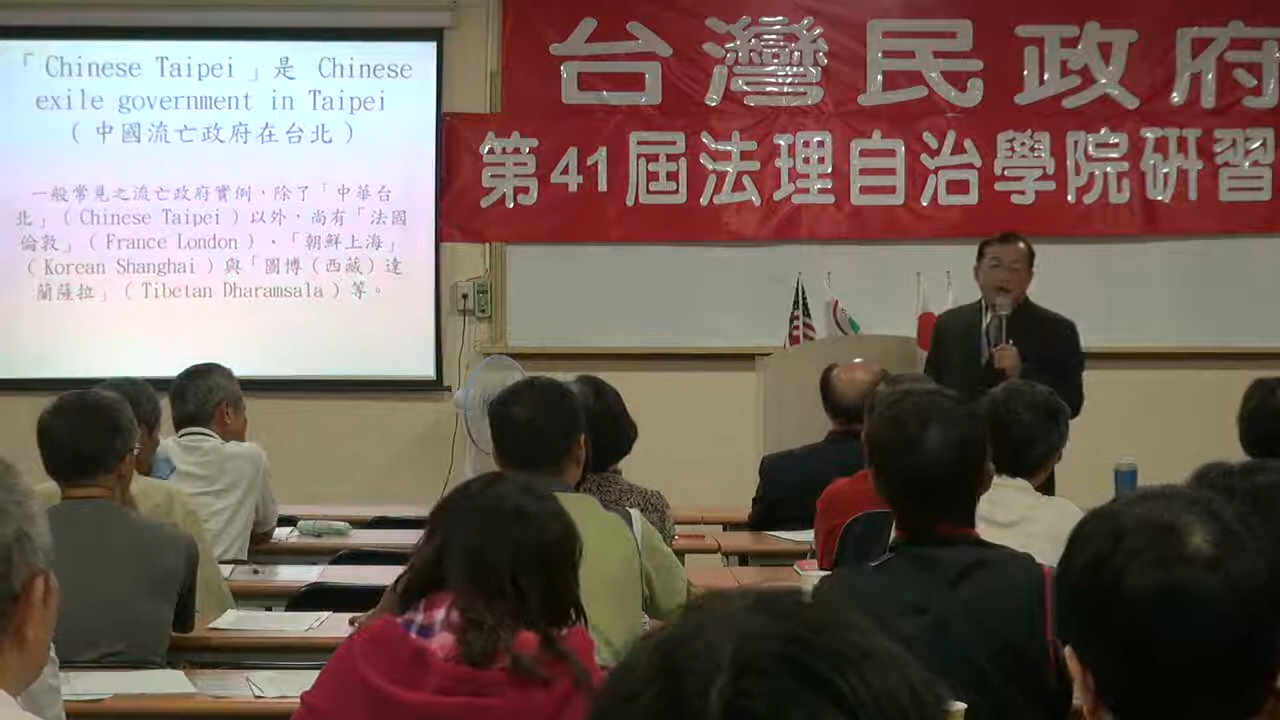 「Chinese Taipei」是 Chinese
exile government in Taipei
(中國流亡政府在台北)
一般常見之流亡政府實例,除了「中華台
北」(Chinese Taipei)以外,尚有「法國
倫敦」(France London)、「朝鮮上海」
(Korean Shanghai)與「圖博(西藏)達
蘭薩拉」(Tibetan Dharamsala)等。
台灣民政府
第41屆法理自治學院研習